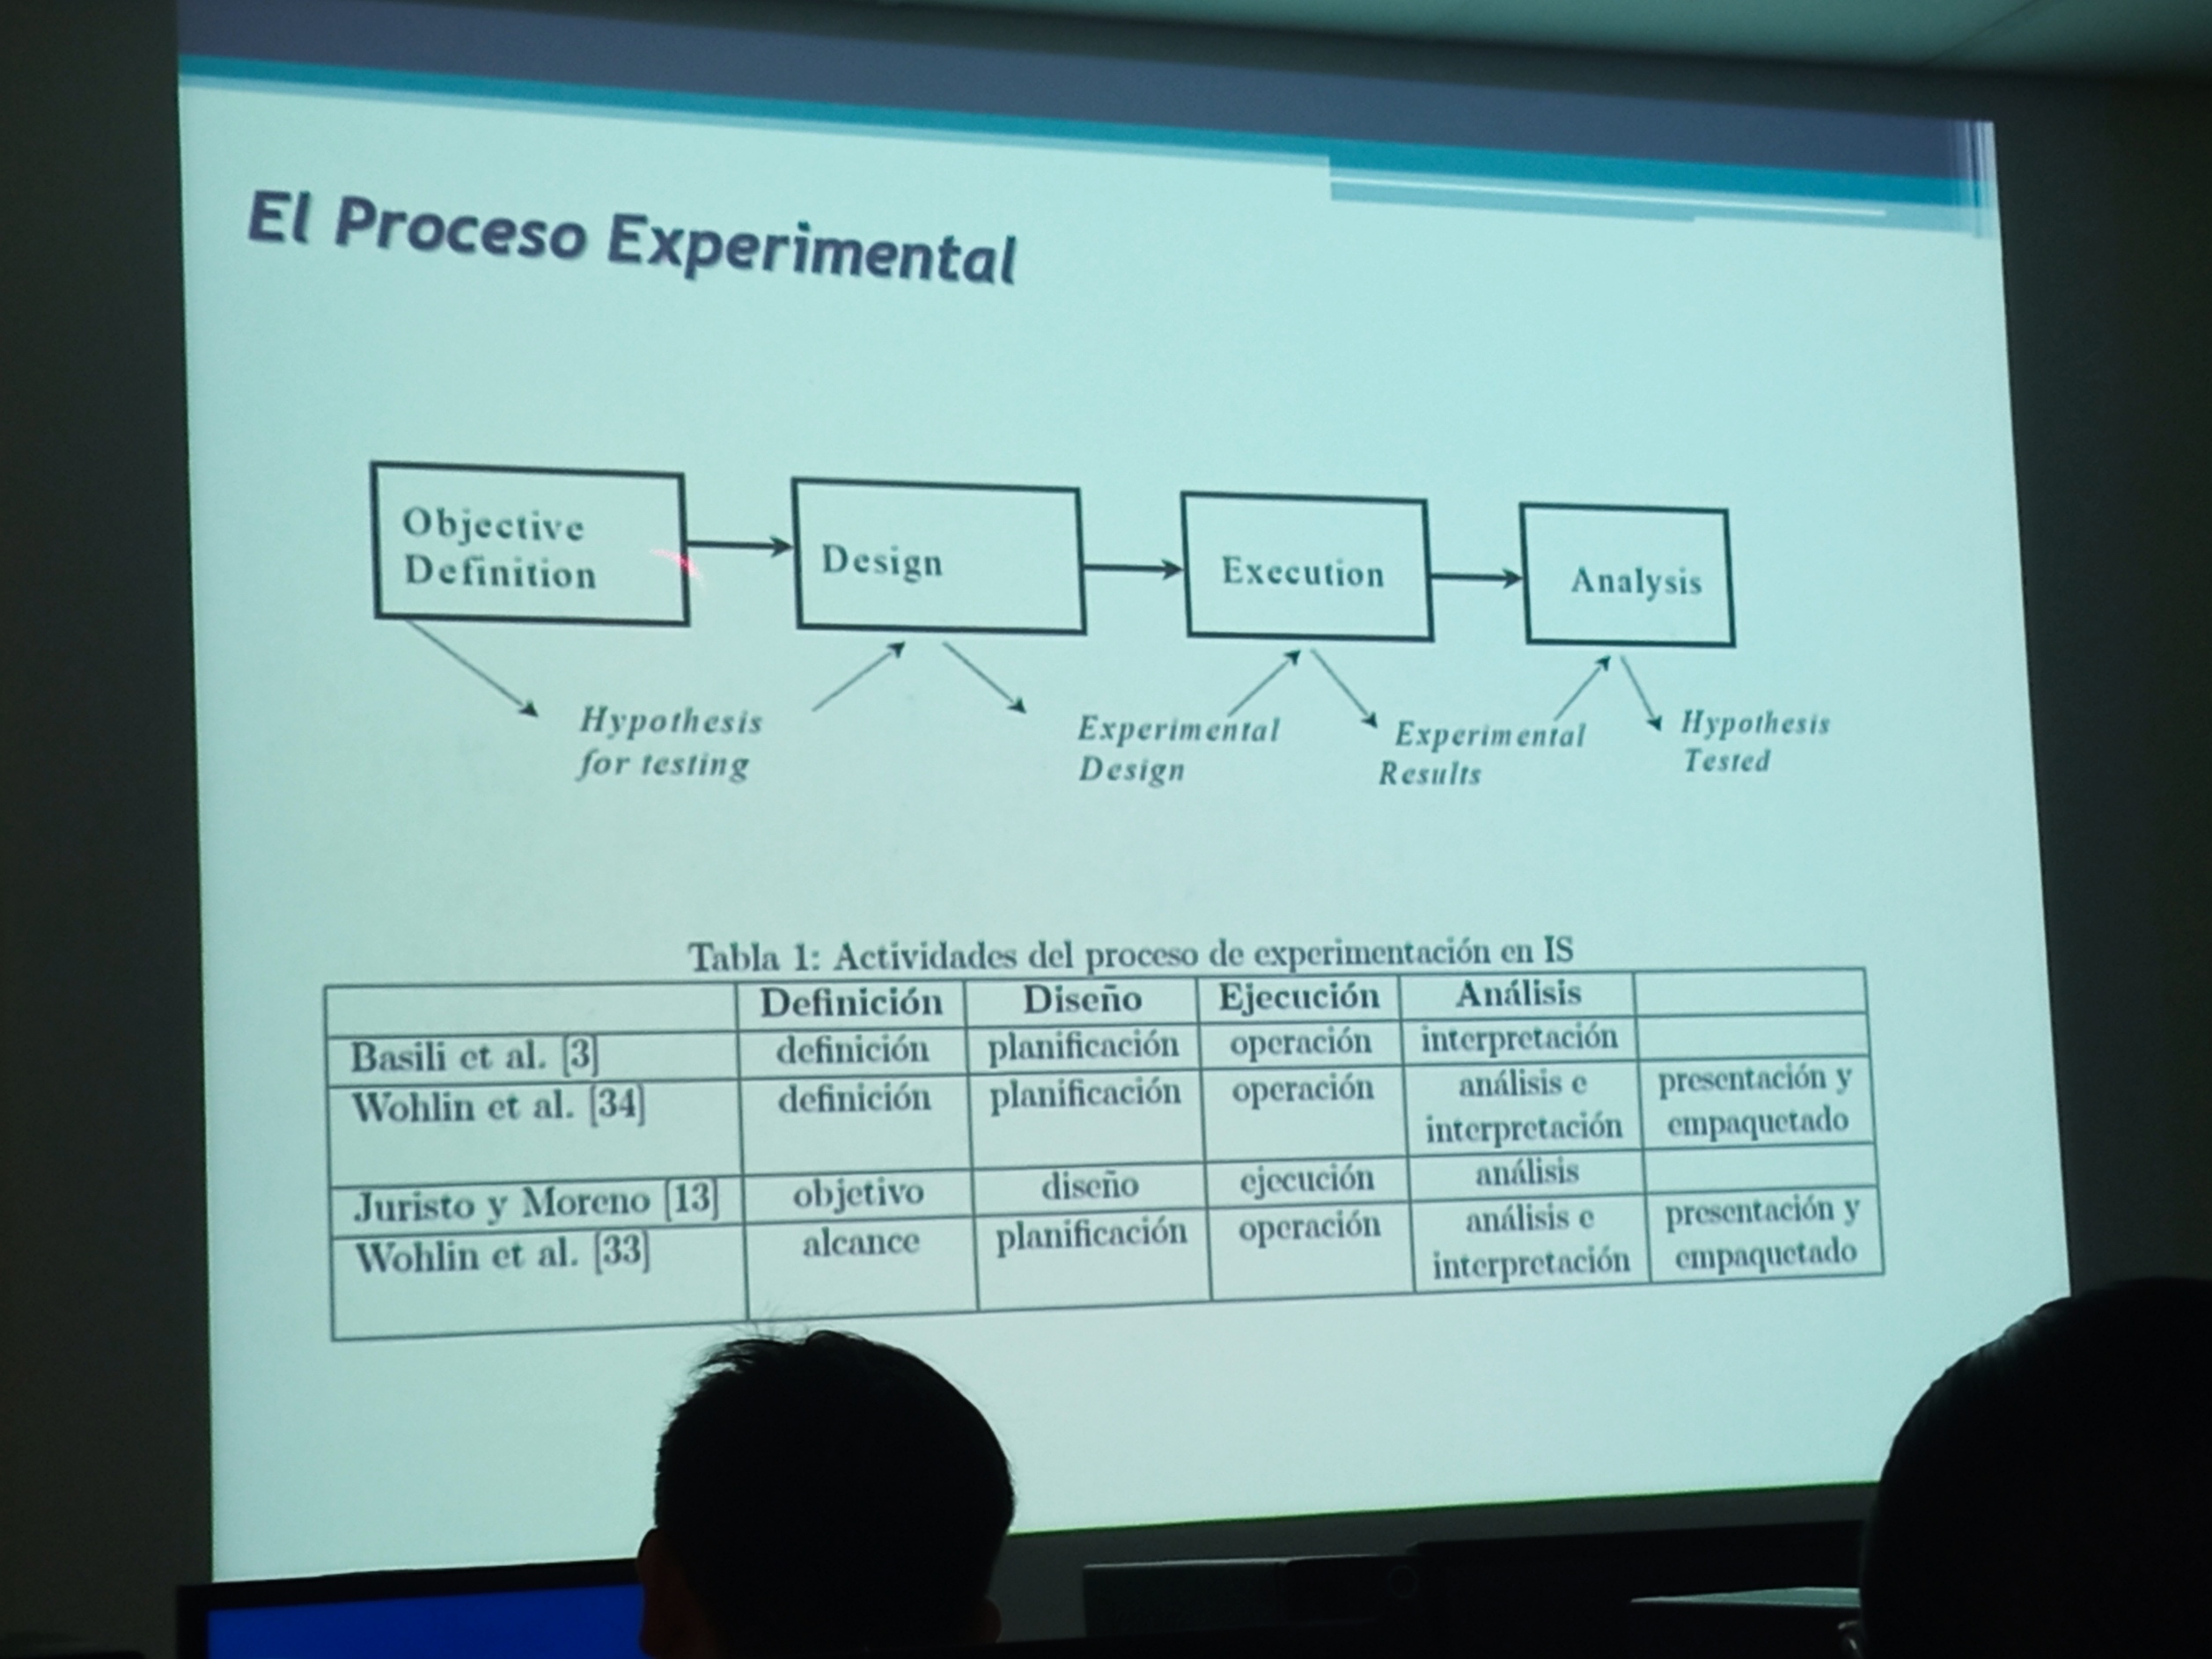 El Proceso Experimental
Objective
Definition
Design
Execution
Analysis
Hypothesis
for testing
Experimental
Design
Experimental
Results
Hypothesis
Tested
Tabla 1: Actividades del proceso de experimentación en IS
Definición Diseño Ejecución Análisis
Basili et al. [3] definición planificación operación interpretación
Wohlin et al. [34] definición planificación operación análisis e presentación y
interpretación empaquetado
Juristo y Moreno [13] objetivo diseño ejecución análisis
Wohlin et al. [33] alcance planificación operación análisis e presentación y
interpretación empaquetado